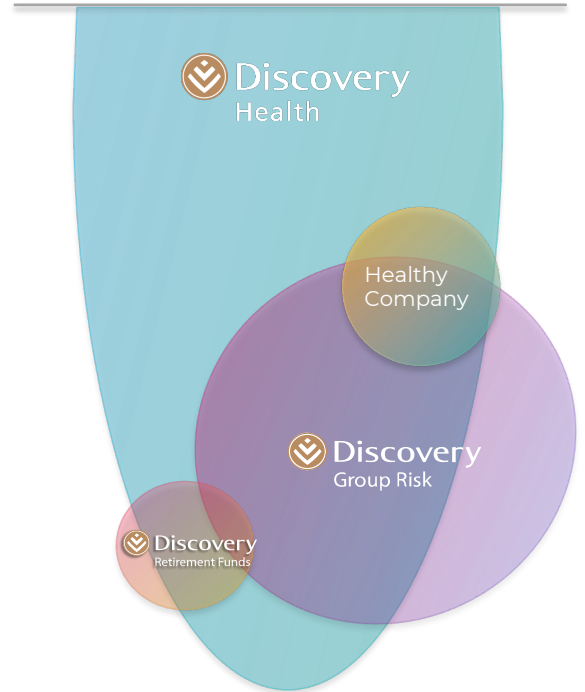 Discovery
Health
Healthy
Company
Discovery
Group Risk
Discovery
Retirement Funds